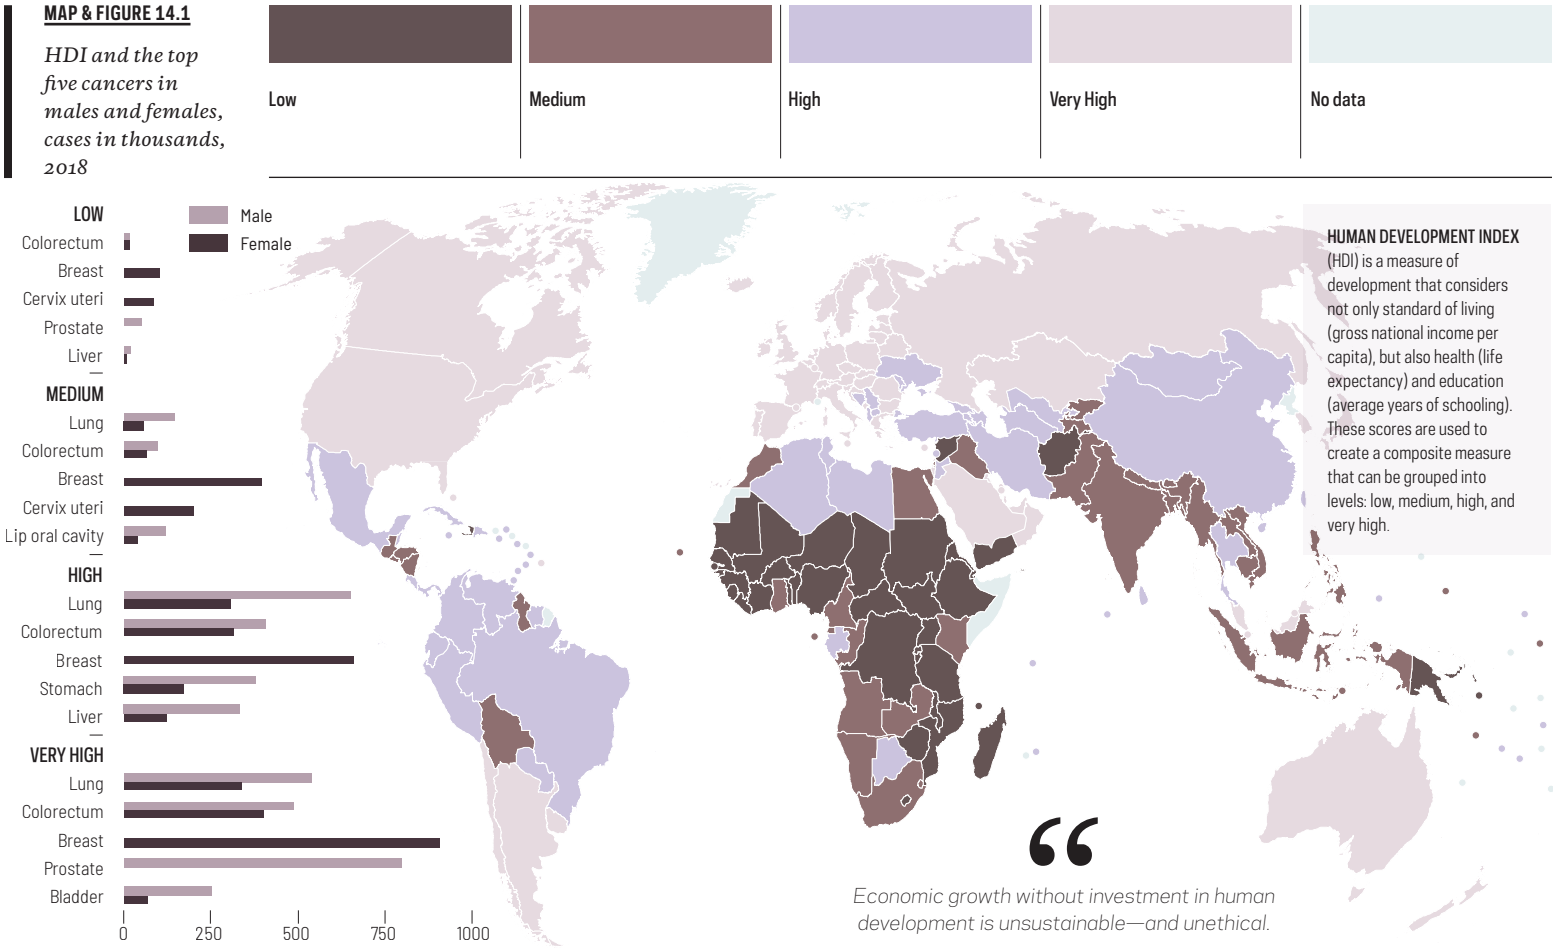 MAP & FIGURE 14.1
HDI and the top
five cancers in
males and females,
cases in thousands,
2018
Low
Medium
High
Very High
No data
Male
Female
LOW
Colorectum
Breast
Cervix uteri
Prostate
Liver
MEDIUM
Lung
Colorectum
Breast
Cervix uteri
Lip oral cavity
HIGH
Lung
Colorectum
Breast
Stomach
Liver
VERY HIGH
Lung
Colorectum
Breast
Prostate
Bladder
0 250 500 750 1000
HUMAN DEVELOPMENT INDEX
(HDI) is a measure of
development that considers
not only standard of living
(gross national income per
capita), but also health (life
expectancy) and education
(average years of schooling).
These scores are used to
create a composite measure
that can be grouped into
levels: low, medium, high, and
very high.
“
Economic growth without investment in human
development is unsustainable—and unethical.